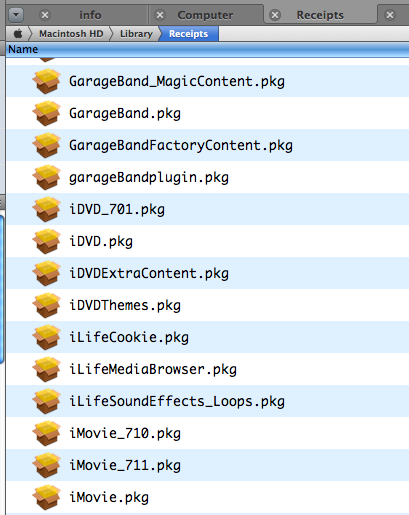 info
Computer
Receipts
Macintosh HD
Library
Receipts
Name
GarageBand_MagicContent.pkg
GarageBand.pkg
GarageBandFactoryContent.pkg
garageBandplugin.pkg
iDVD_701.pkg
iDVD.pkg
iDVDExtraContent.pkg
iDVDThemes.pkg
iLifeCookie.pkg
iLifeMediaBrowser.pkg
iLifeSoundEffects_Loops.pkg
iMovie_710.pkg
iMovie_711.pkg
iMovie.pkg